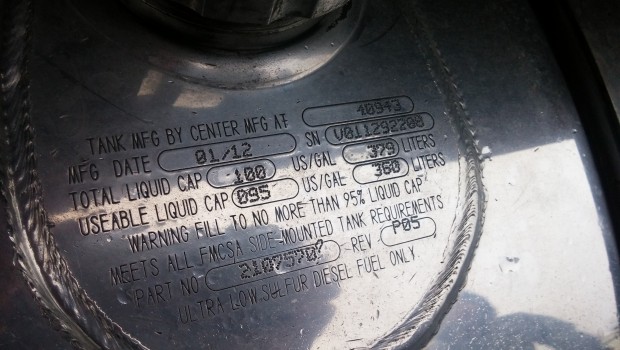 TANK MFG BY CENTER MFG AT 40943
MFG DATE 01/12 SN V011292200
TOTAL LIQUID CAP 100 US/GAL 379 LITERS
USEABLE LIQUID CAP 095 US/GAL 360 LITERS
WARNING FILL TO NO MORE THAN 95% LIQUID CAP
MEETS ALL FMCSA SIDE-MOUNTED TANK REQUIREMENTS
PART NO REV P05
ULTRA LOW SULFUR DIESEL FUEL ONLY